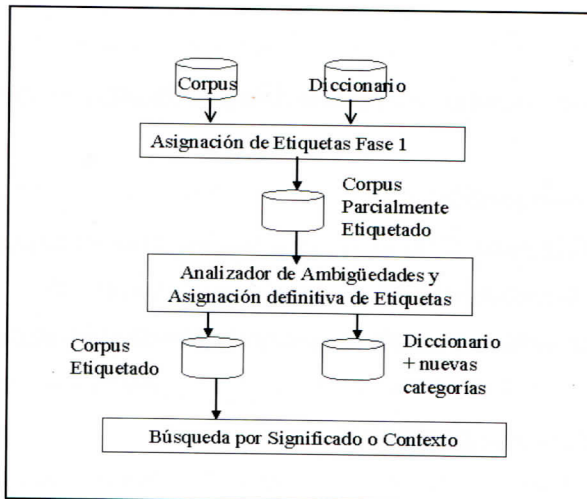 Corpus
Diccionario
Asignación de Etiquetas Fase 1
Corpus
Parcialmente
Etiquetado
Analizador de Ambigüedades y
Asignación definitiva de Etiquetas
Corpus
Etiquetado
Diccionario
+ nuevas
categorías
Búsqueda por Significado o Contexto